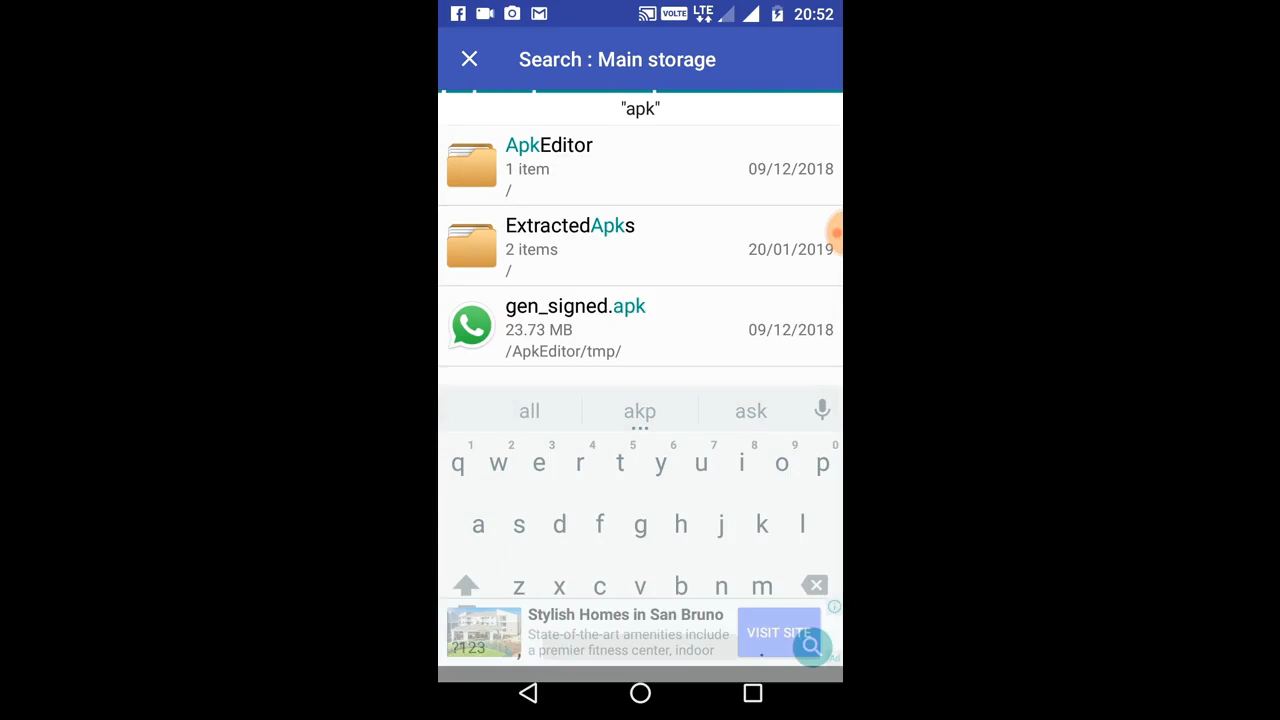 VOLTE LTE 20:52
Search : Main storage
"apk"
ApkEditor
1 item 09/12/2018
/
ExtractedApks
2 items 20/01/2019
/
gen_signed.apk
23.73 MB 09/12/2018
/ApkEditor/tmp/
all akp ask
1 2 3 4 5 6 7 8 9 0
q w e r t y u i o p
a s d f g h j k l
z x c v b n m
Stylish Homes in San Bruno
State-of-the-art amenities include
a premier fitness center, indoor
VISIT SITE
?123 , .
Ad